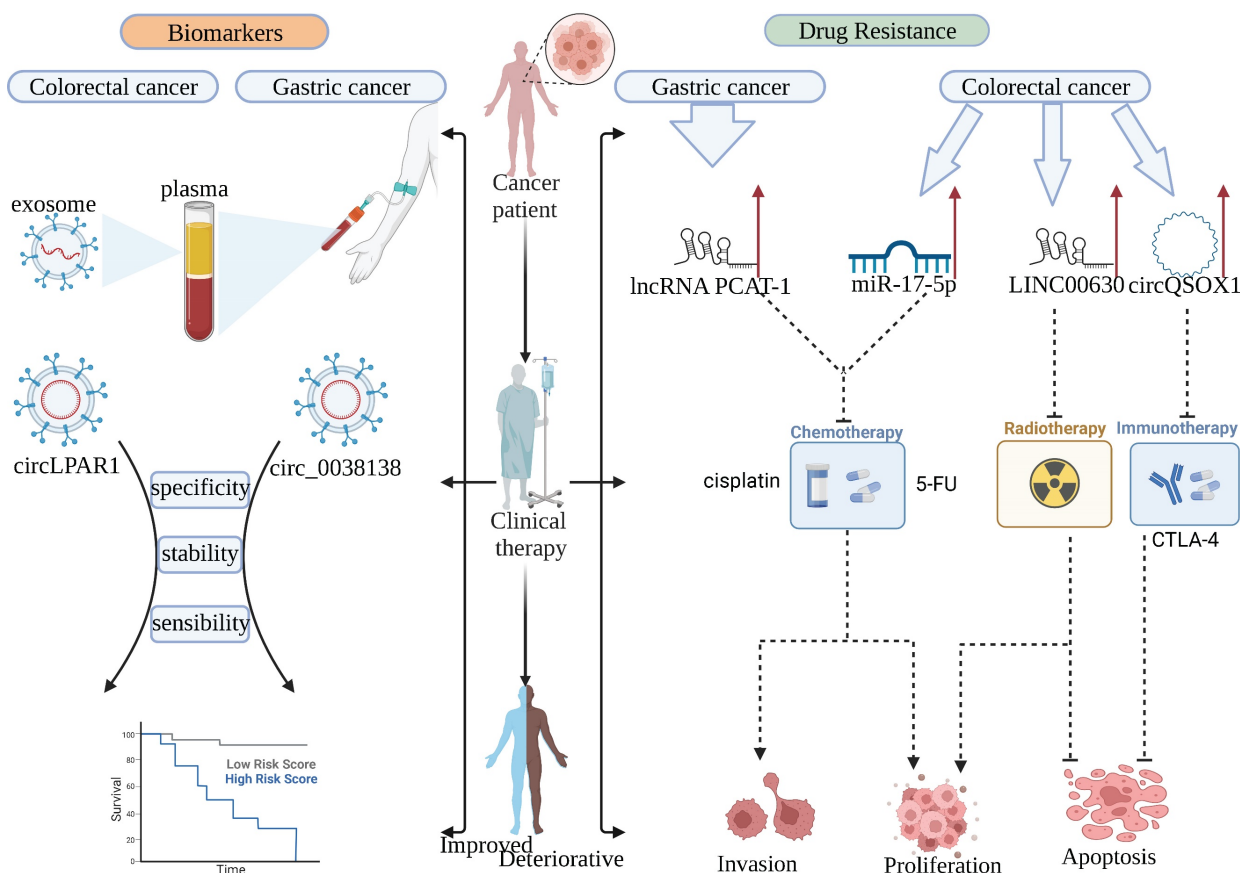 Biomarkers
Colorectal cancer
Gastric cancer
exosome
plasma
circLPAR1
circ_0038138
specificity
stability
sensibility
100
80
60
40
20
0
Survival
Time
Low Risk Score
High Risk Score
Cancer
patient
Clinical
therapy
Improved
Deteriorative
Drug Resistance
Gastric cancer
Colorectal cancer
lncRNA PCAT-1
miR-17-5p
LINC00630
circQSOX1
Chemotherapy
Radiotherapy
Immunotherapy
cisplatin
5-FU
CTLA-4
Invasion
Proliferation
Apoptosis